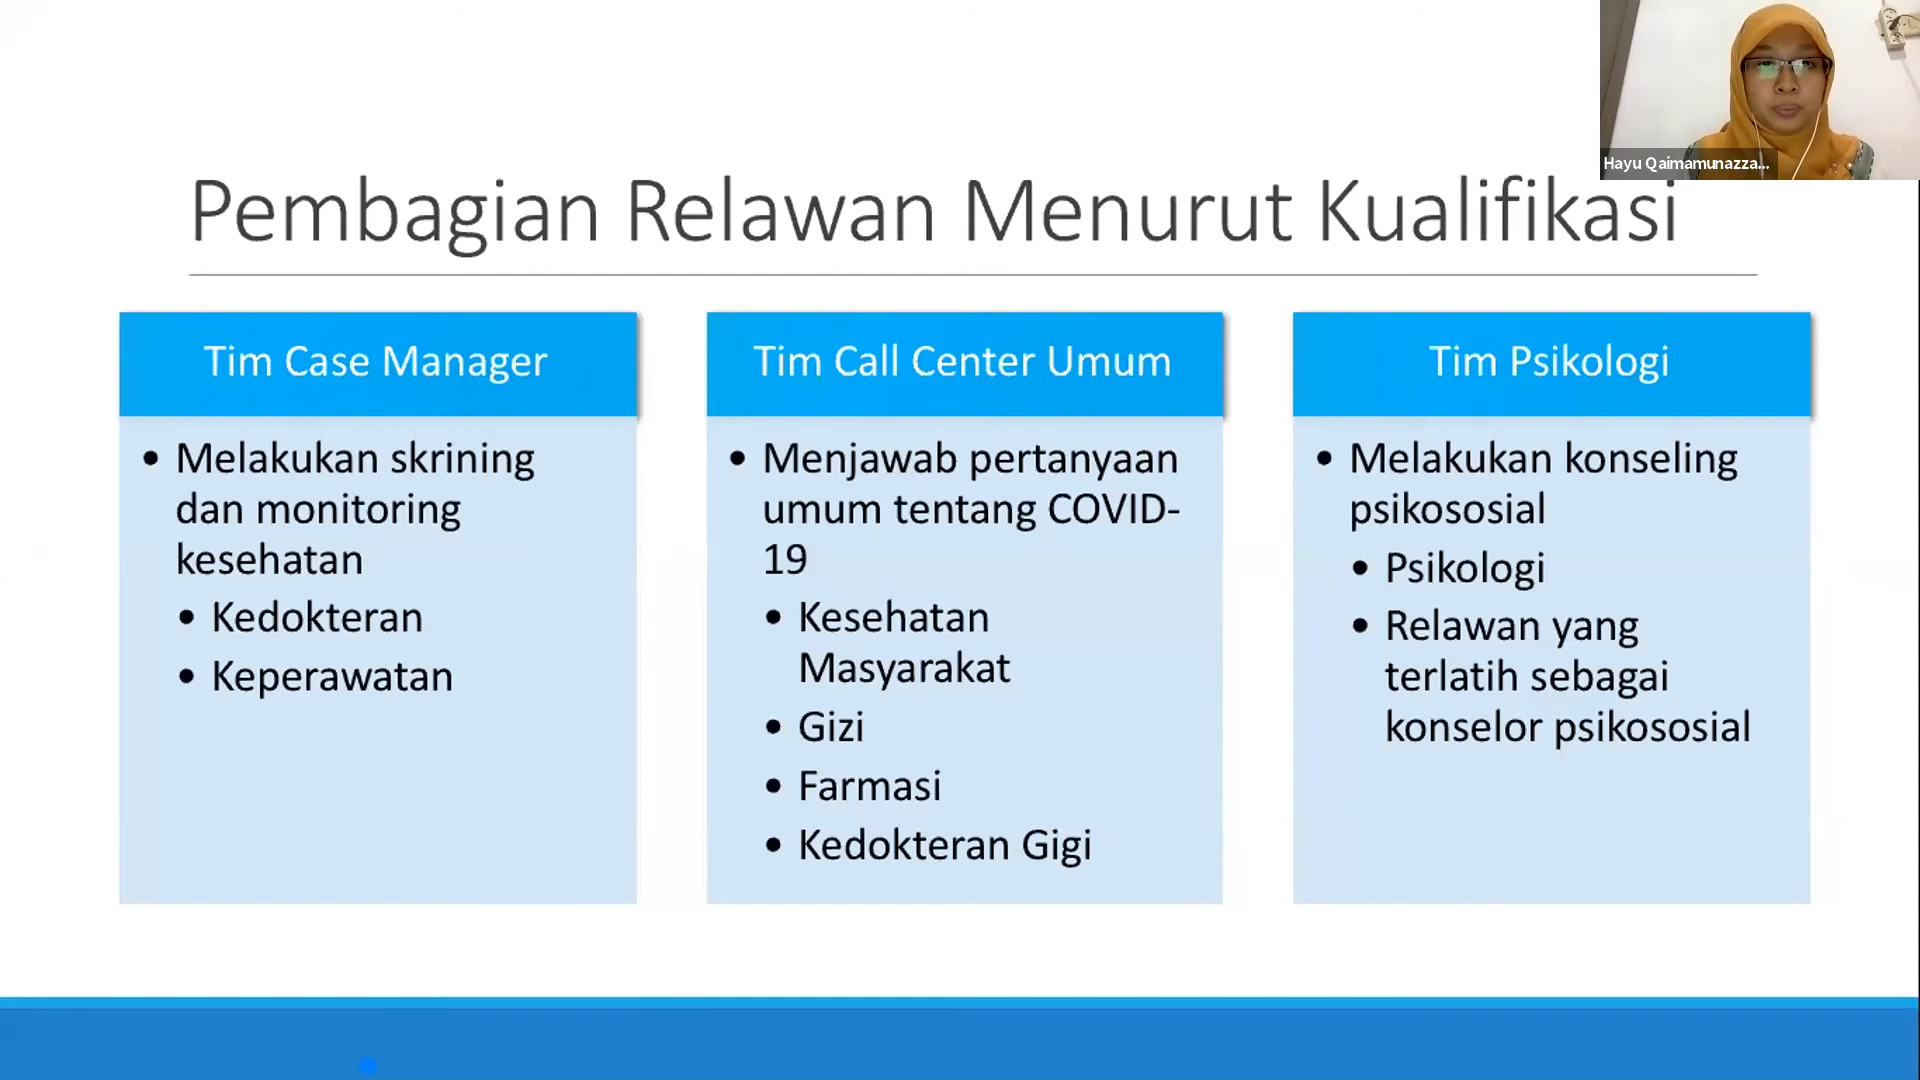 Hayu Qaimamunazza...
Pembagian Relawan Menurut Kualifikasi
Tim Case Manager
• Melakukan skrining
dan monitoring
kesehatan
• Kedokteran
• Keperawatan
Tim Call Center Umum
• Menjawab pertanyaan
umum tentang COVID-
19
• Kesehatan
Masyarakat
• Gizi
• Farmasi
• Kedokteran Gigi
Tim Psikologi
• Melakukan konseling
psikososial
• Psikologi
• Relawan yang
terlatih sebagai
konselor psikososial